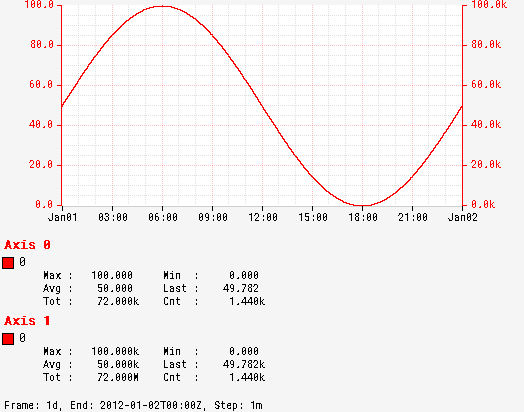 100.0 100.0k
80.0 80.0k
60.0 60.0k
40.0 40.0k
20.0 20.0k
0.0 0.0k
Jan01 03:00 06:00 09:00 12:00 15:00 18:00 21:00 Jan02
Axis 0
0
Max : 100.000 Min : 0.000
Avg : 50.000 Last : 49.782
Tot : 72.000k Cnt : 1.440k
Axis 1
0
Max : 100.000k Min : 0.000
Avg : 50.000k Last : 49.782k
Tot : 72.000M Cnt : 1.440k
Frame: 1d, End: 2012-01-02T00:00Z, Step: 1m